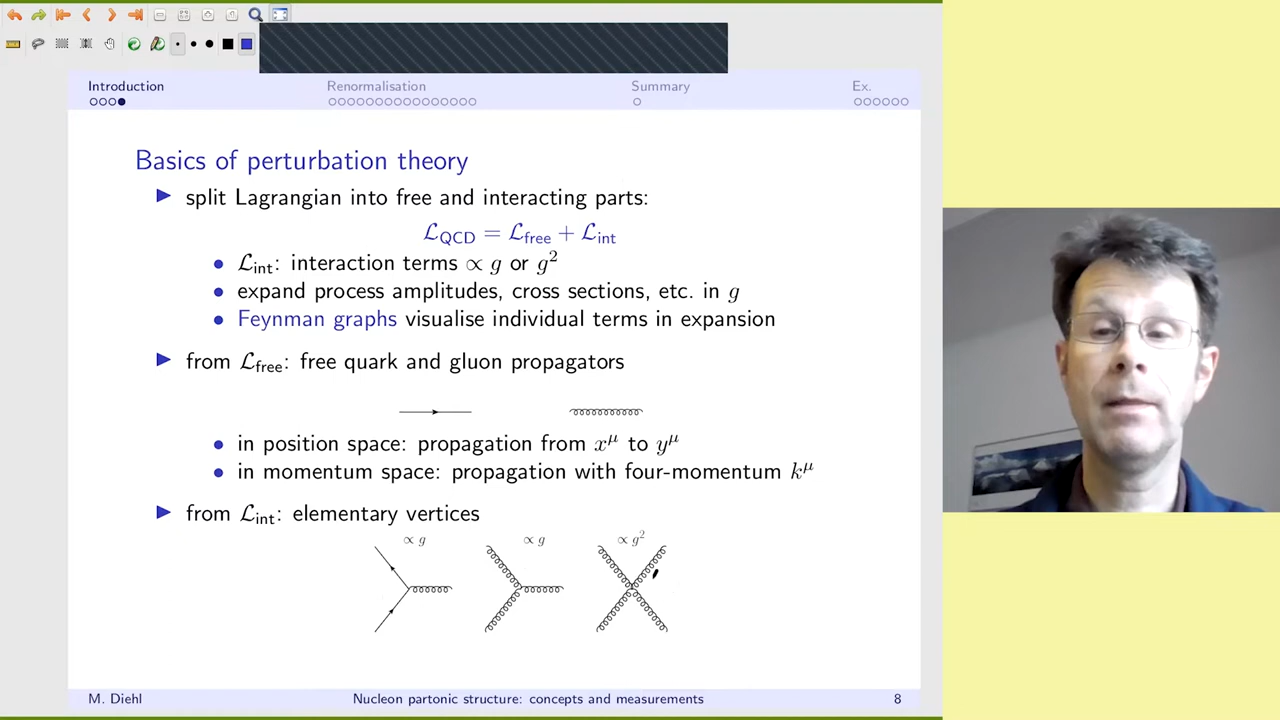 Introduction Renormalisation Summary Ex.
Basics of perturbation theory
split Lagrangian into free and interacting parts:
ℒ_QCD = ℒ_free + ℒ_int
• ℒ_int: interaction terms ∝ g or g²
• expand process amplitudes, cross sections, etc. in g
• Feynman graphs visualise individual terms in expansion
from ℒ_free: free quark and gluon propagators
• in position space: propagation from x^μ to y^μ
• in momentum space: propagation with four-momentum k^μ
from ℒ_int: elementary vertices
∝ g ∝ g ∝ g²
M. Diehl Nucleon partonic structure: concepts and measurements 8